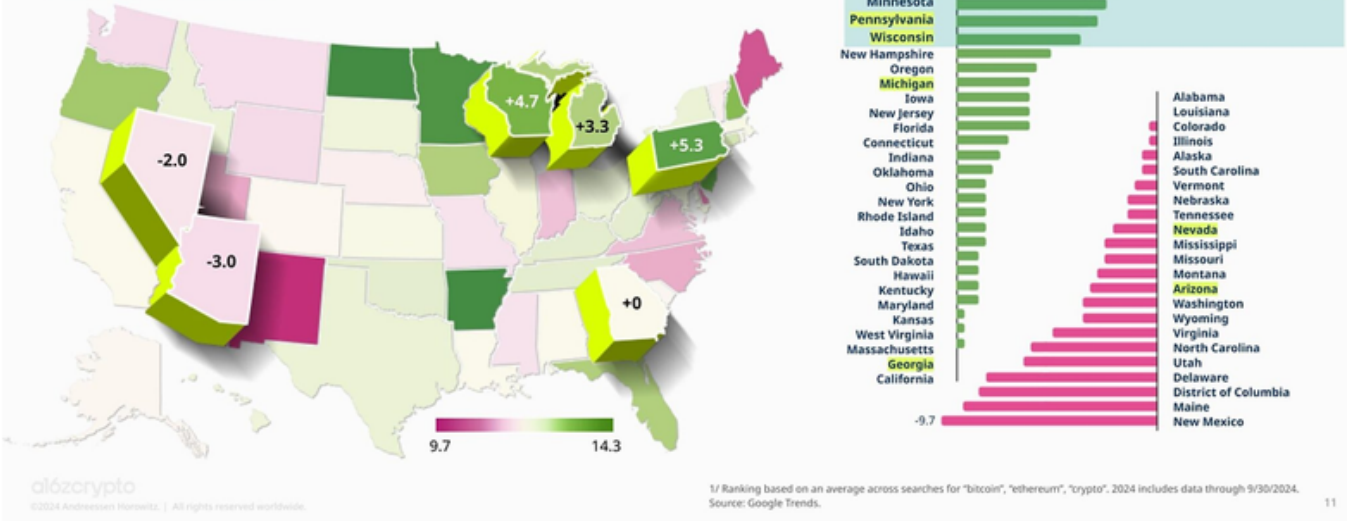 +4.7
+3.3
+5.3
-2.0
-3.0
+0
9.7
14.3
Minnesota
Pennsylvania
Wisconsin
New Hampshire
Oregon
Michigan
Iowa
New Jersey
Florida
Connecticut
Indiana
Oklahoma
Ohio
New York
Rhode Island
Idaho
Texas
South Dakota
Hawaii
Kentucky
Maryland
Kansas
West Virginia
Massachusetts
Georgia
California
Alabama
Louisiana
Colorado
Illinois
Alaska
South Carolina
Vermont
Nebraska
Tennessee
Nevada
Mississippi
Missouri
Montana
Arizona
Washington
Wyoming
Virginia
North Carolina
Utah
Delaware
District of Columbia
Maine
-9.7
New Mexico
a16zcrypto
©2024 Andreessen Horowitz. | All rights reserved worldwide.
1/ Ranking based on an average across searches for “bitcoin”, “ethereum”, “crypto”. 2024 includes data through 9/30/2024.
Source: Google Trends.
11